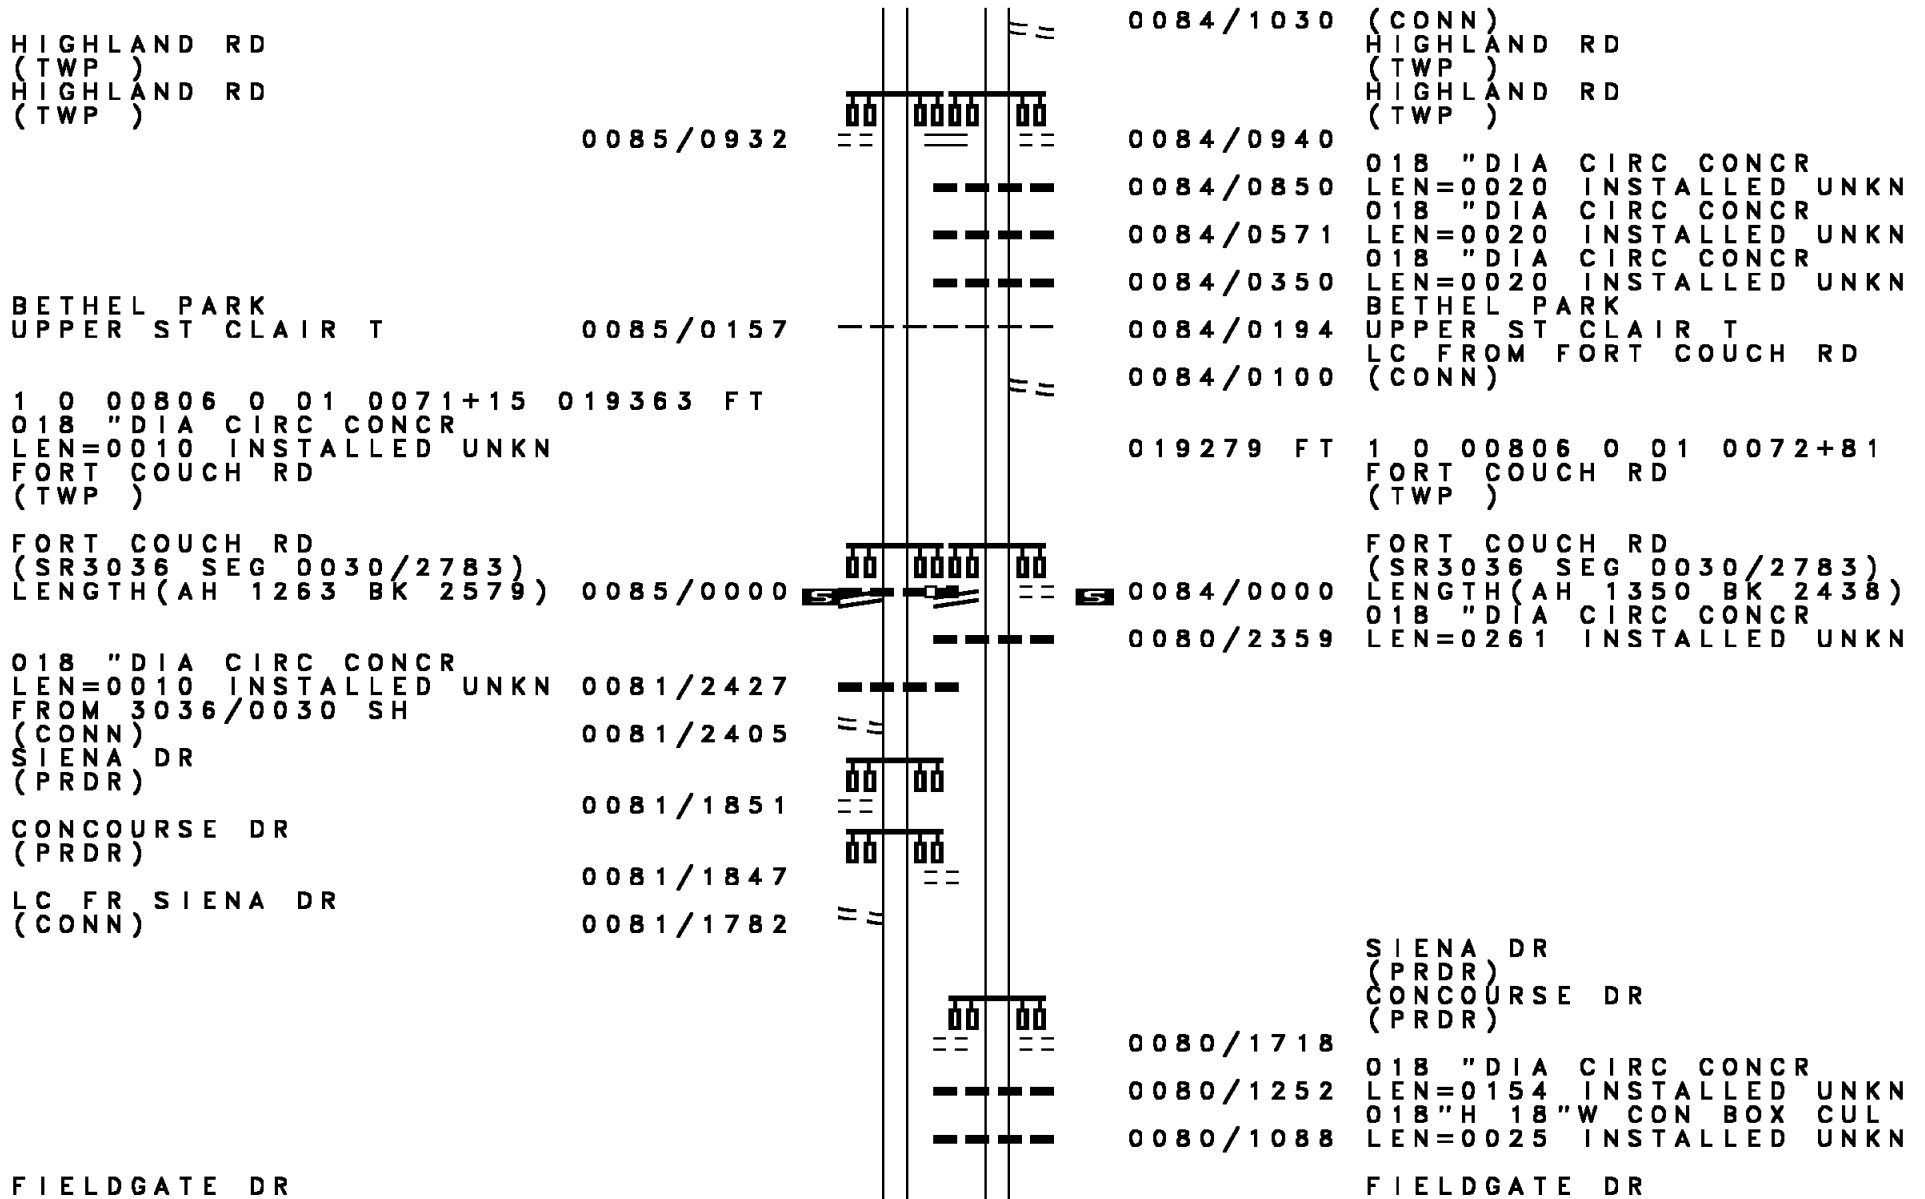 0084/1030 (CONN)
HIGHLAND RD HIGHLAND RD
(TWP ) (TWP )
HIGHLAND RD HIGHLAND RD
(TWP ) (TWP )
0085/0932 0084/0940
018 "DIA CIRC CONCR
0084/0850 LEN=0020 INSTALLED UNKN
018 "DIA CIRC CONCR
0084/0571 LEN=0020 INSTALLED UNKN
018 "DIA CIRC CONCR
0084/0350 LEN=0020 INSTALLED UNKN
BETHEL PARK BETHEL PARK
UPPER ST CLAIR T 0085/0157 0084/0194 UPPER ST CLAIR T
LC FROM FORT COUCH RD
0084/0100 (CONN)
1 0 00806 0 01 0071+15 019363 FT
018 "DIA CIRC CONCR
LEN=0010 INSTALLED UNKN 019279 FT 1 0 00806 0 01 0072+81
FORT COUCH RD FORT COUCH RD
(TWP ) (TWP )
FORT COUCH RD FORT COUCH RD
(SR3036 SEG 0030/2783) (SR3036 SEG 0030/2783)
LENGTH(AH 1263 BK 2579) 0085/0000 S S 0084/0000 LENGTH(AH 1350 BK 2438)
018 "DIA CIRC CONCR
0080/2359 LEN=0261 INSTALLED UNKN
018 "DIA CIRC CONCR
LEN=0010 INSTALLED UNKN 0081/2427
FROM 3036/0030 SH
(CONN) 0081/2405
SIENA DR
(PRDR)
0081/1851
CONCOURSE DR
(PRDR)
0081/1847
LC FR SIENA DR
(CONN) 0081/1782
SIENA DR
(PRDR)
CONCOURSE DR
(PRDR)
0080/1718
018 "DIA CIRC CONCR
0080/1252 LEN=0154 INSTALLED UNKN
018"H 18"W CON BOX CUL
0080/1088 LEN=0025 INSTALLED UNKN
FIELDGATE DR FIELDGATE DR